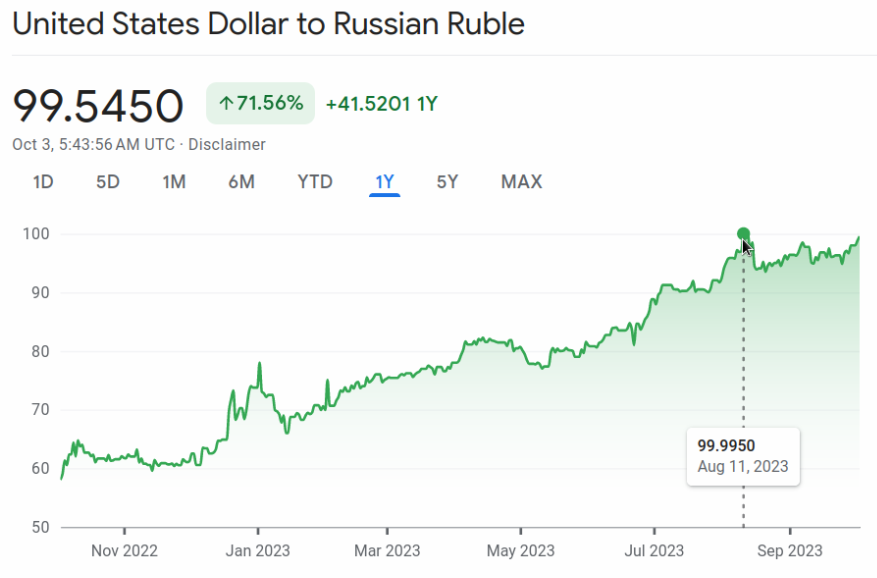 United States Dollar to Russian Ruble
99.5450 ↑71.56% +41.5201 1Y
Oct 3, 5:43:56 AM UTC · Disclaimer
1D 5D 1M 6M YTD 1Y 5Y MAX
100
90
80
70
60
50
99.9950
Aug 11, 2023
Nov 2022 Jan 2023 Mar 2023 May 2023 Jul 2023 Sep 2023